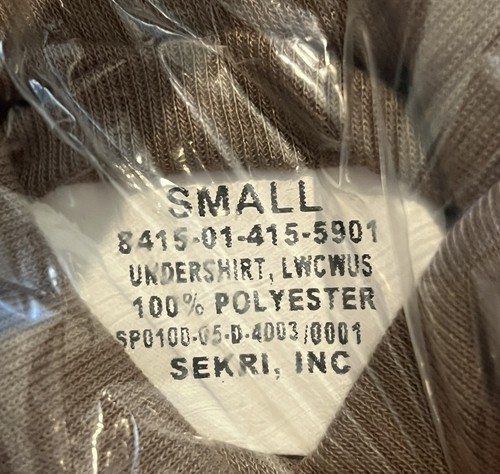 SMALL
8415-01-415-5901
UNDERSHIRT, LWCWUS
100% POLYESTER
SP0100-05-D-4003/0001
SEKRI, INC